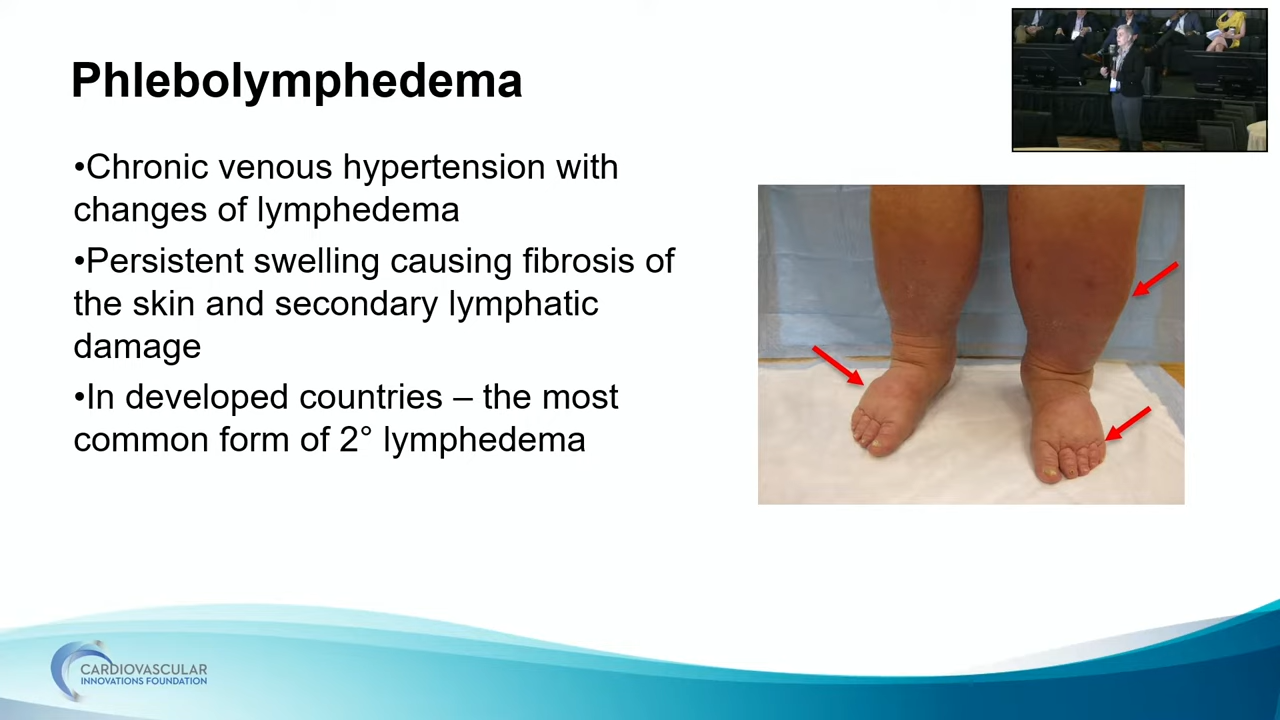 Phlebolymphedema
•Chronic venous hypertension with
changes of lymphedema
•Persistent swelling causing fibrosis of
the skin and secondary lymphatic
damage
•In developed countries – the most
common form of 2° lymphedema
CARDIOVASCULAR
INNOVATIONS FOUNDATION